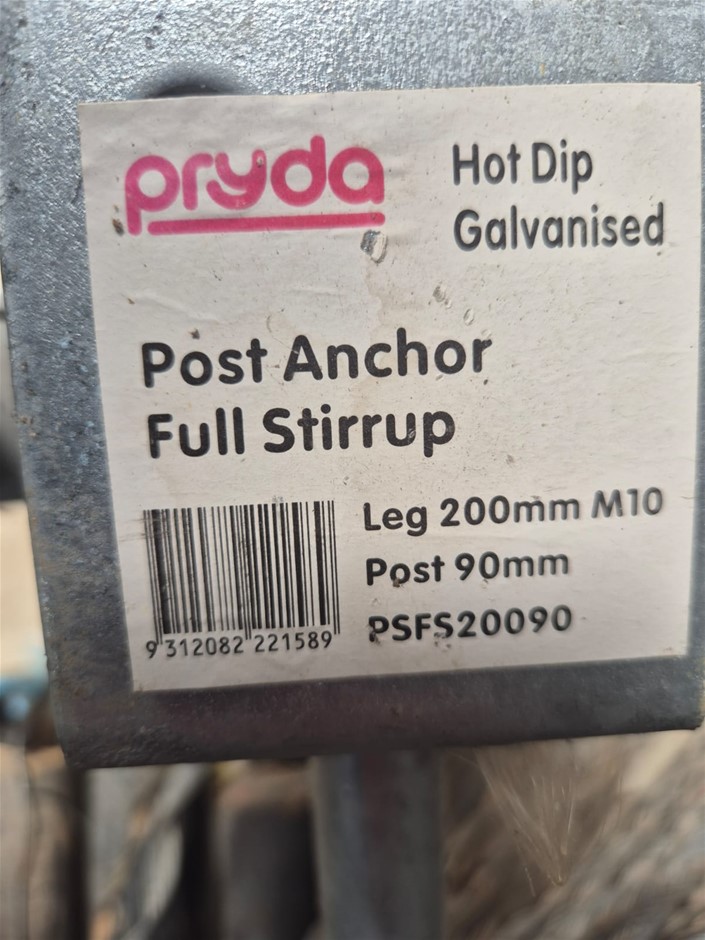 pryda
Hot Dip
Galvanised
Post Anchor
Full Stirrup
Leg 200mm M10
Post 90mm
PSFS20090
9 312082 221589